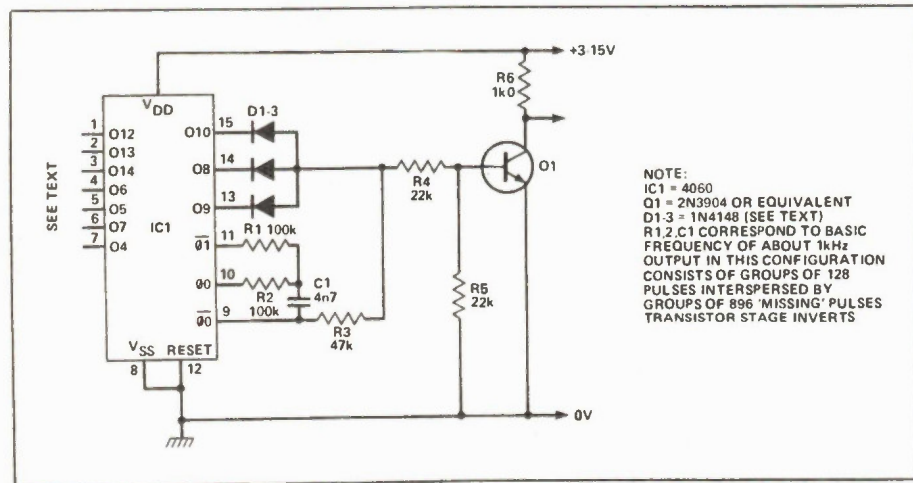 +3-15V
R6
1k0
VDD
D1-3
SEE TEXT
1 O12
2 O13
3 O14
4 O6
5 O5
6 O7
7 O4
IC1
O10 15
O8 14
O9 13
R1 100k
Φ1 11
Φ0 10
R2
100k
C1
4n7
Φ0 9
R3
47k
R4
22k
R5
22k
Q1
VSS RESET
8 12
0V
NOTE:
IC1 = 4060
Q1 = 2N3904 OR EQUIVALENT
D1-3 = 1N4148 (SEE TEXT)
R1,2,C1 CORRESPOND TO BASIC
FREQUENCY OF ABOUT 1kHz
OUTPUT IN THIS CONFIGURATION
CONSISTS OF GROUPS OF 128
PULSES INTERSPERSED BY
GROUPS OF 896 'MISSING' PULSES
TRANSISTOR STAGE INVERTS